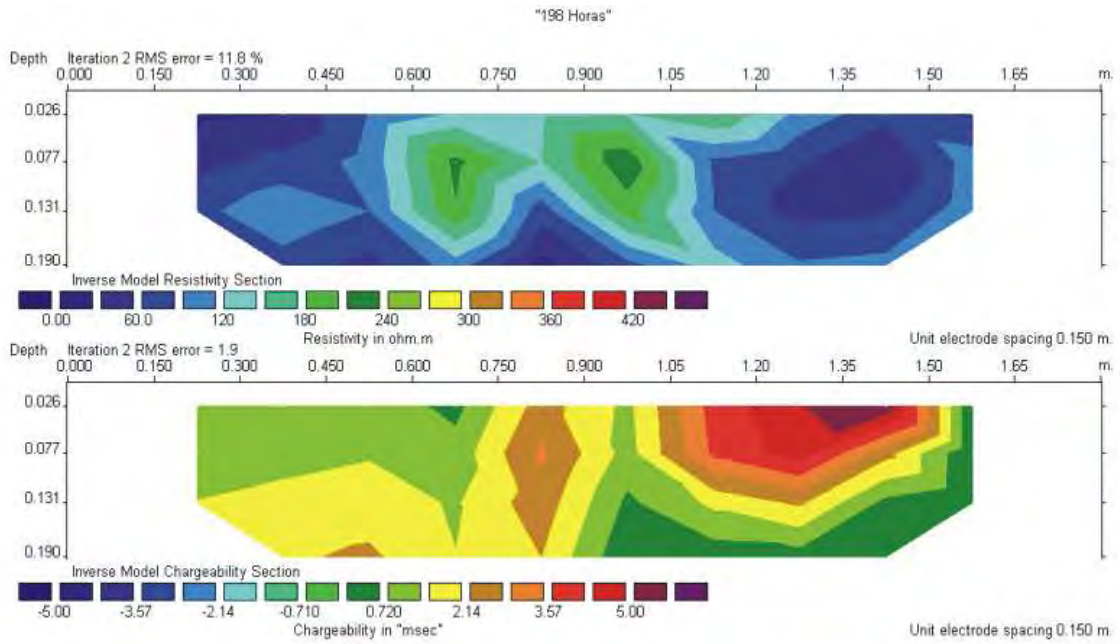 "198 Horas"
Depth Iteration 2 RMS error = 11.8 %
0.000 0.150 0.300 0.450 0.600 0.750 0.900 1.05 1.20 1.35 1.50 1.65 m.
0.026
0.077
0.131
0.190
Inverse Model Resistivity Section
0.00 60.0 120 180 240 300 360 420
Resistivity in ohm.m Unit electrode spacing 0.150 m.
Depth Iteration 2 RMS error = 1.9
0.000 0.150 0.300 0.450 0.600 0.750 0.900 1.05 1.20 1.35 1.50 1.65 m.
0.026
0.077
0.131
0.190
Inverse Model Chargeability Section
-5.00 -3.57 -2.14 -0.710 0.720 2.14 3.57 5.00
Chargeability in "msec" Unit electrode spacing 0.150 m.